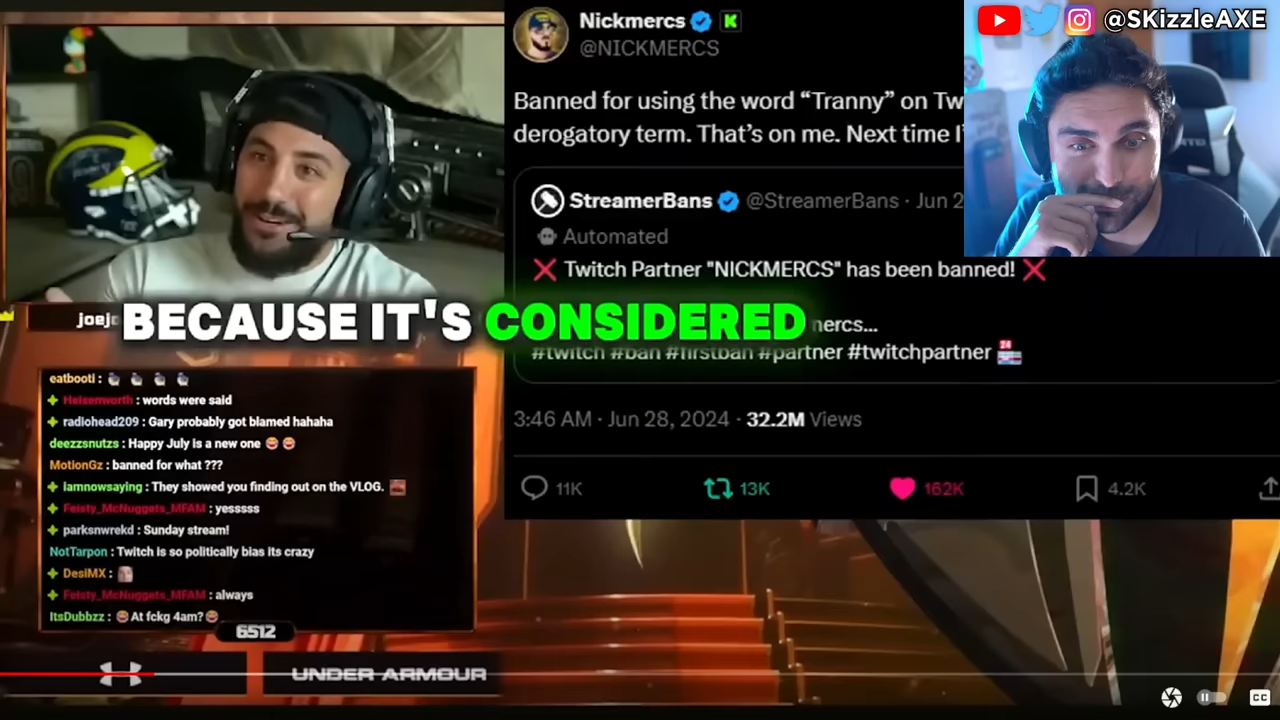 Nickmercs
@NICKMERCS
@SKizzleAXE
Banned for using the word “Tranny” on Tw
derogatory term. That’s on me. Next time I’
StreamerBans @StreamerBans · Jun 2
Automated
Twitch Partner "NICKMERCS" has been banned!
BECAUSE IT'S CONSIDERED
joejo
nercs...
#twitch #ban #firstban #partner #twitchpartner
3:46 AM · Jun 28, 2024 · 32.2M Views
11K
13K
162K
4.2K
eatbooti :
Heisemworth : words were said
radiohead209 : Gary probably got blamed hahaha
deezzsnutzs : Happy July is a new one
MotionGz : banned for what ???
iamnowsaying : They showed you finding out on the VLOG.
Feisty_McNuggets_MFAM : yesssss
parksnwrekd : Sunday stream!
NotTarpon : Twitch is so politically bias its crazy
DesiMX :
Feisty_McNuggets_MFAM : always
ItsDubbzz : At fckg 4am?
6512
UNDER ARMOUR
CC